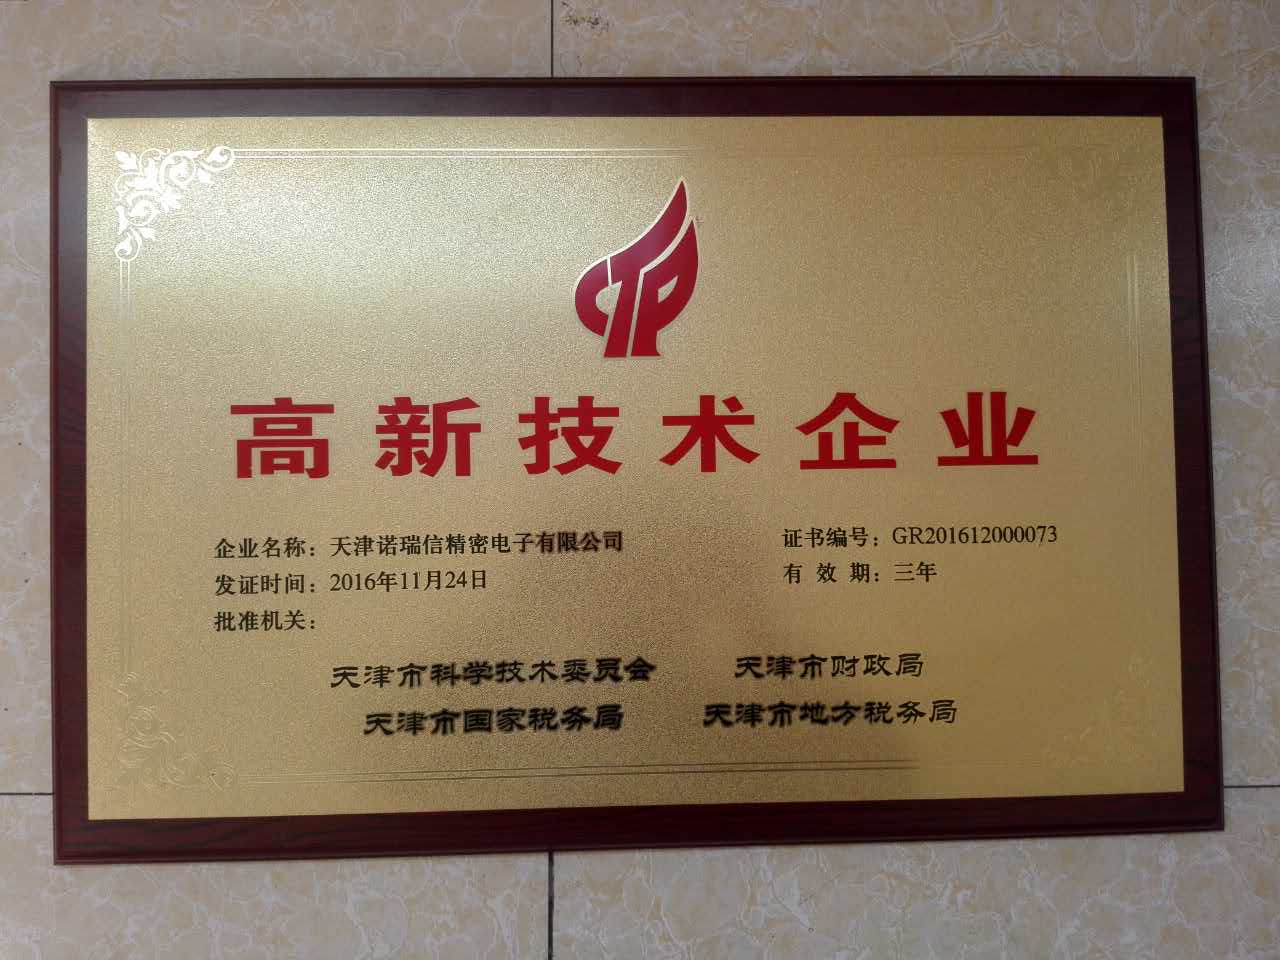 CTP
高新技术企业
企业名称：天津诺瑞信精密电子有限公司
证书编号：GR201612000073
发证时间：2016年11月24日
有 效 期：三年
批准机关：
天津市科学技术委员会 天津市财政局
天津市国家税务局 天津市地方税务局